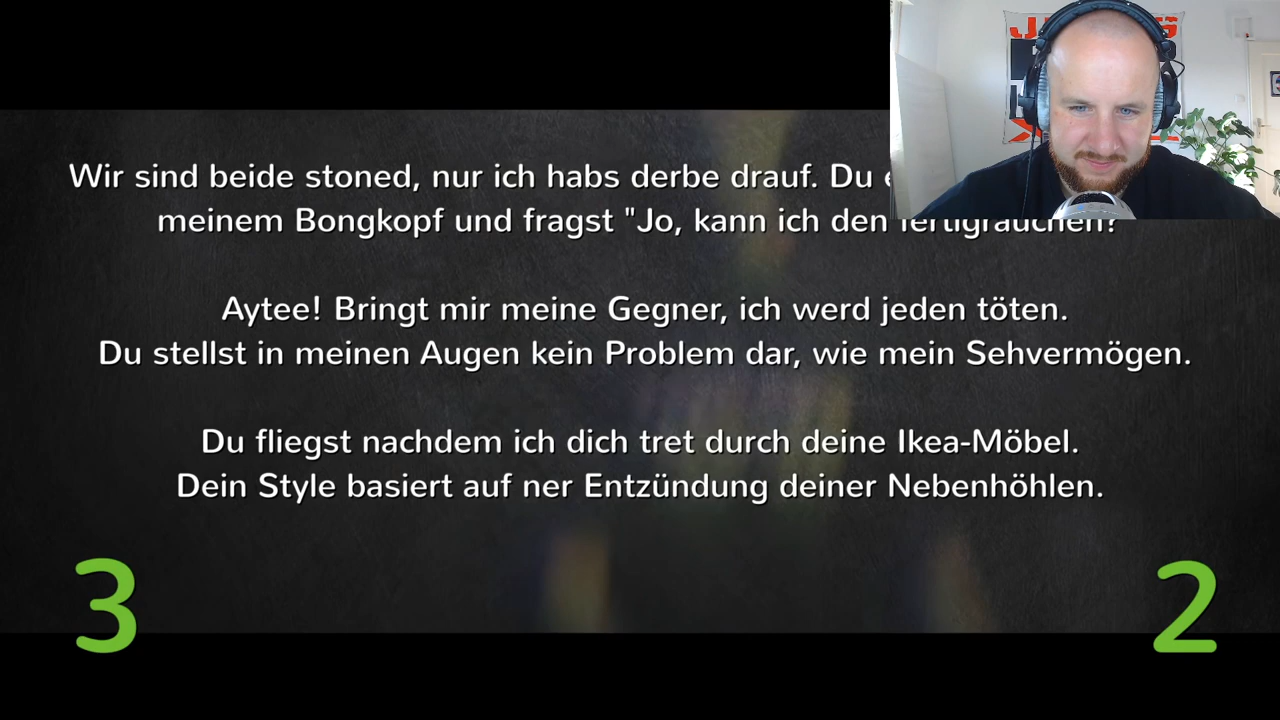 Wir sind beide stoned, nur ich habs derbe drauf. Du
meinem Bongkopf und fragst "Jo, kann ich den fertigrauchen?
Aytee! Bringt mir meine Gegner, ich werd jeden töten.
Du stellst in meinen Augen kein Problem dar, wie mein Sehvermögen.
Du fliegst nachdem ich dich tret durch deine Ikea-Möbel.
Dein Style basiert auf ner Entzündung deiner Nebenhöhlen.
3
2